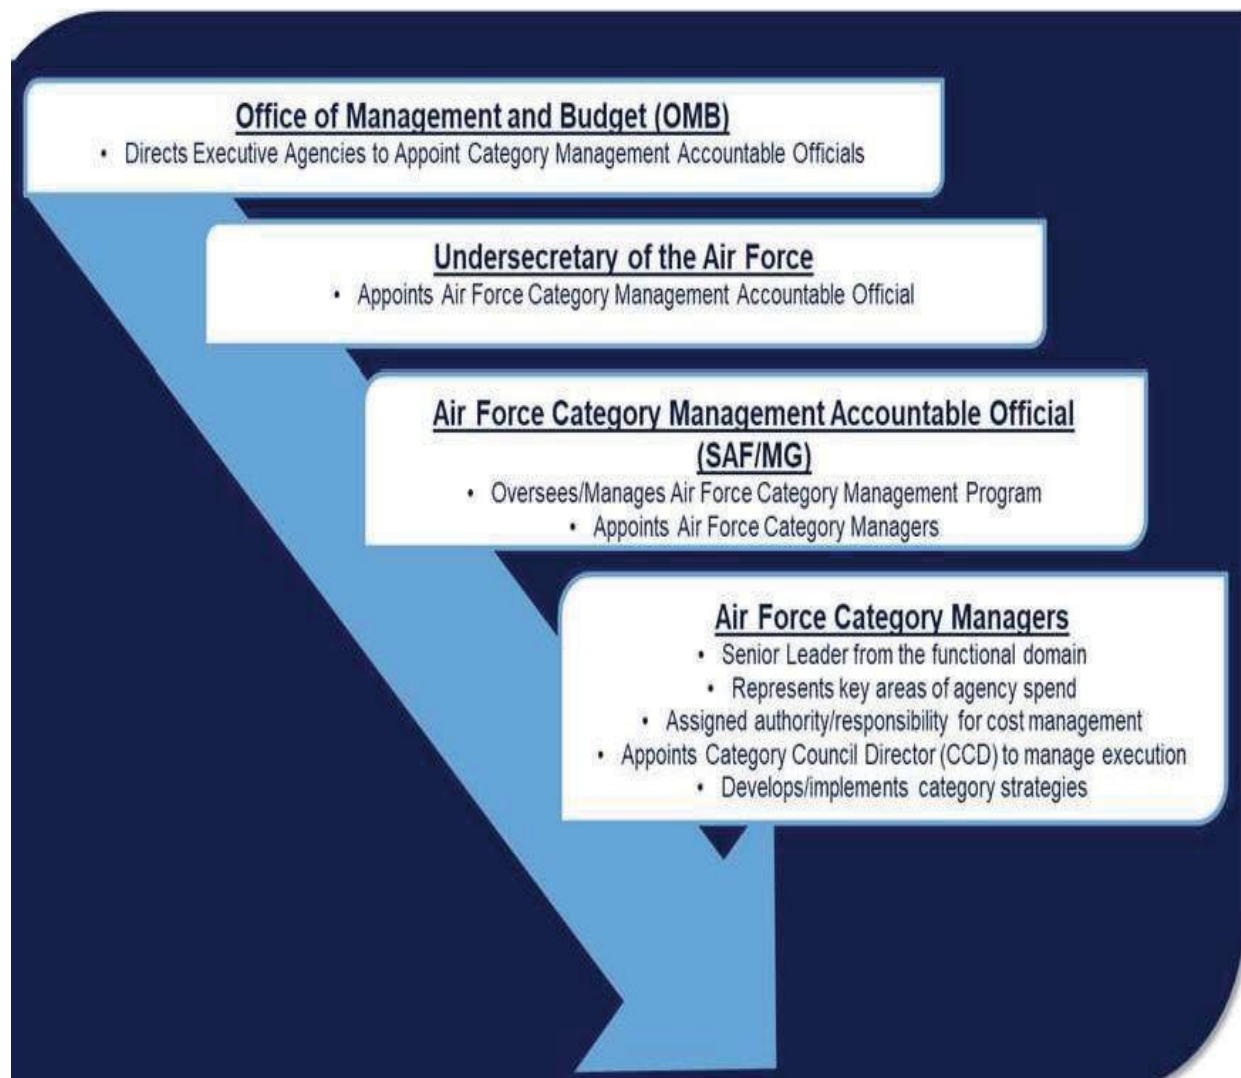 Office of Management and Budget (OMB)
• Directs Executive Agencies to Appoint Category Management Accountable Officials
Undersecretary of the Air Force
• Appoints Air Force Category Management Accountable Official
Air Force Category Management Accountable Official
(SAF/MG)
• Oversees/Manages Air Force Category Management Program
• Appoints Air Force Category Managers
Air Force Category Managers
• Senior Leader from the functional domain
• Represents key areas of agency spend
• Assigned authority/responsibility for cost management
• Appoints Category Council Director (CCD) to manage execution
• Develops/implements category strategies